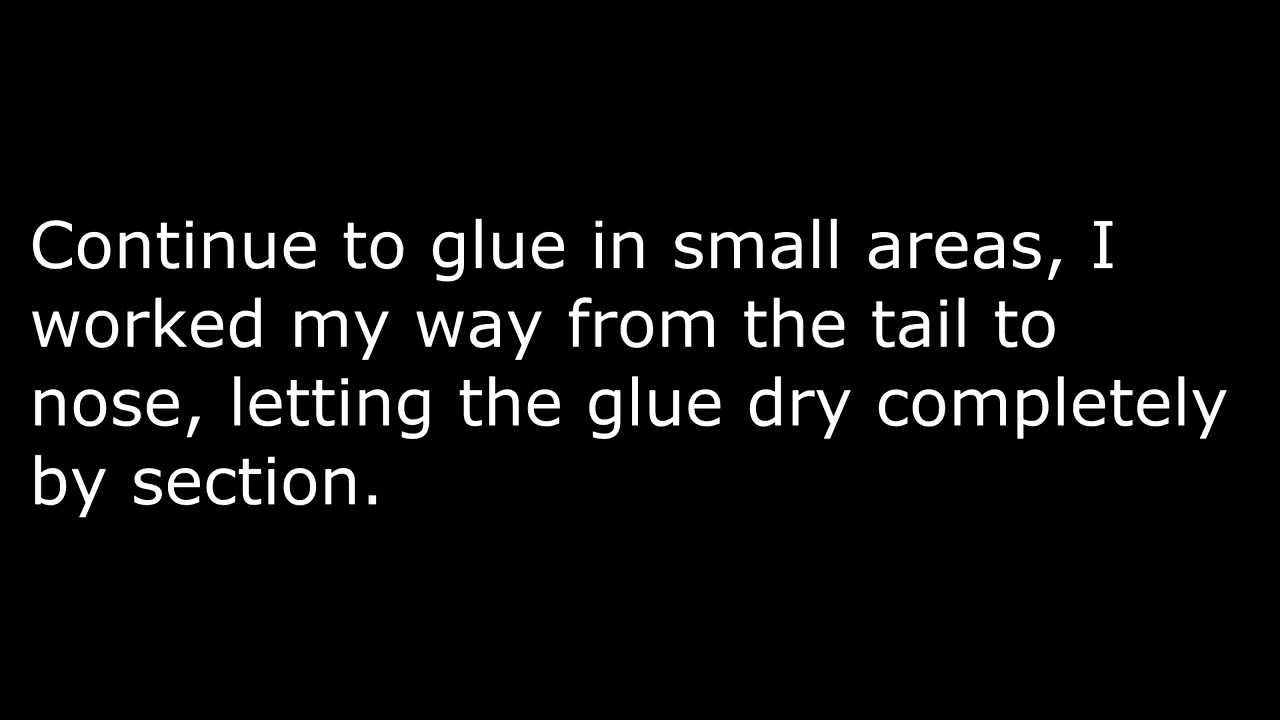 Continue to glue in small areas, I
worked my way from the tail to
nose, letting the glue dry completely
by section.